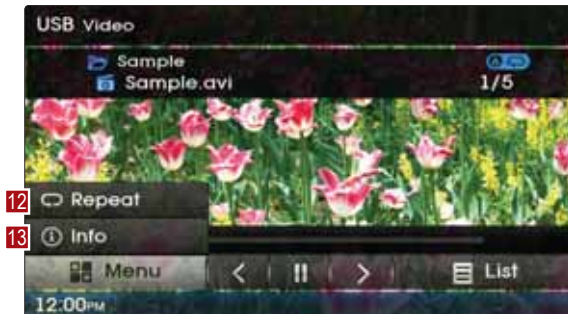 USB Video
Sample
Sample.avi
1/5
12 Repeat
13 Info
Menu
List
12:00PM